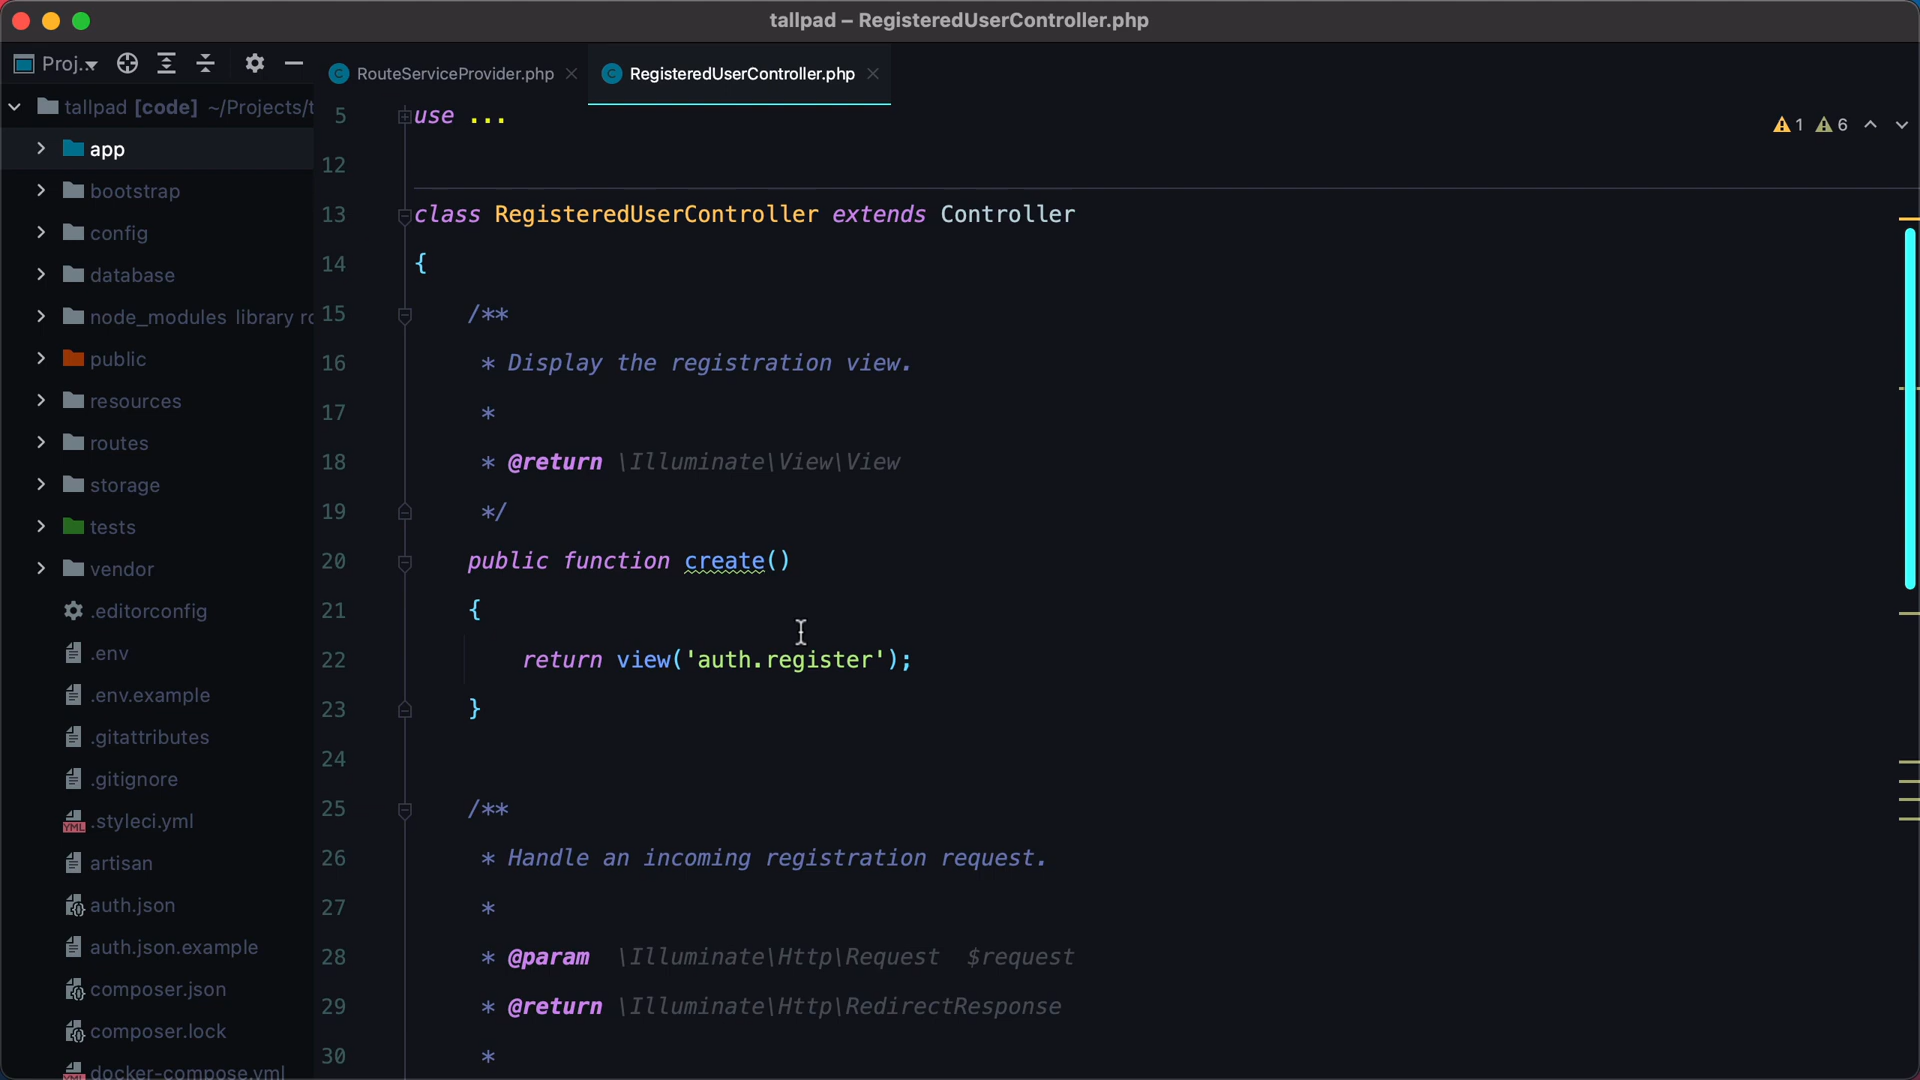 tallpad – RegisteredUserController.php
Proj..
RouteServiceProvider.php
RegisteredUserController.php
tallpad [code] ~/Projects/t
app
bootstrap
config
database
node_modules library ro
public
resources
routes
storage
tests
vendor
.editorconfig
.env
.env.example
.gitattributes
.gitignore
.styleci.yml
artisan
auth.json
auth.json.example
composer.json
composer.lock
docker-compose.yml
1 6
5 use ...
12
13 class RegisteredUserController extends Controller
14 {
15 /**
16 * Display the registration view.
17 *
18 * @return \Illuminate\View\View
19 */
20 public function create()
21 {
22 return view('auth.register');
23 }
24
25 /**
26 * Handle an incoming registration request.
27 *
28 * @param \Illuminate\Http\Request $request
29 * @return \Illuminate\Http\RedirectResponse
30 *